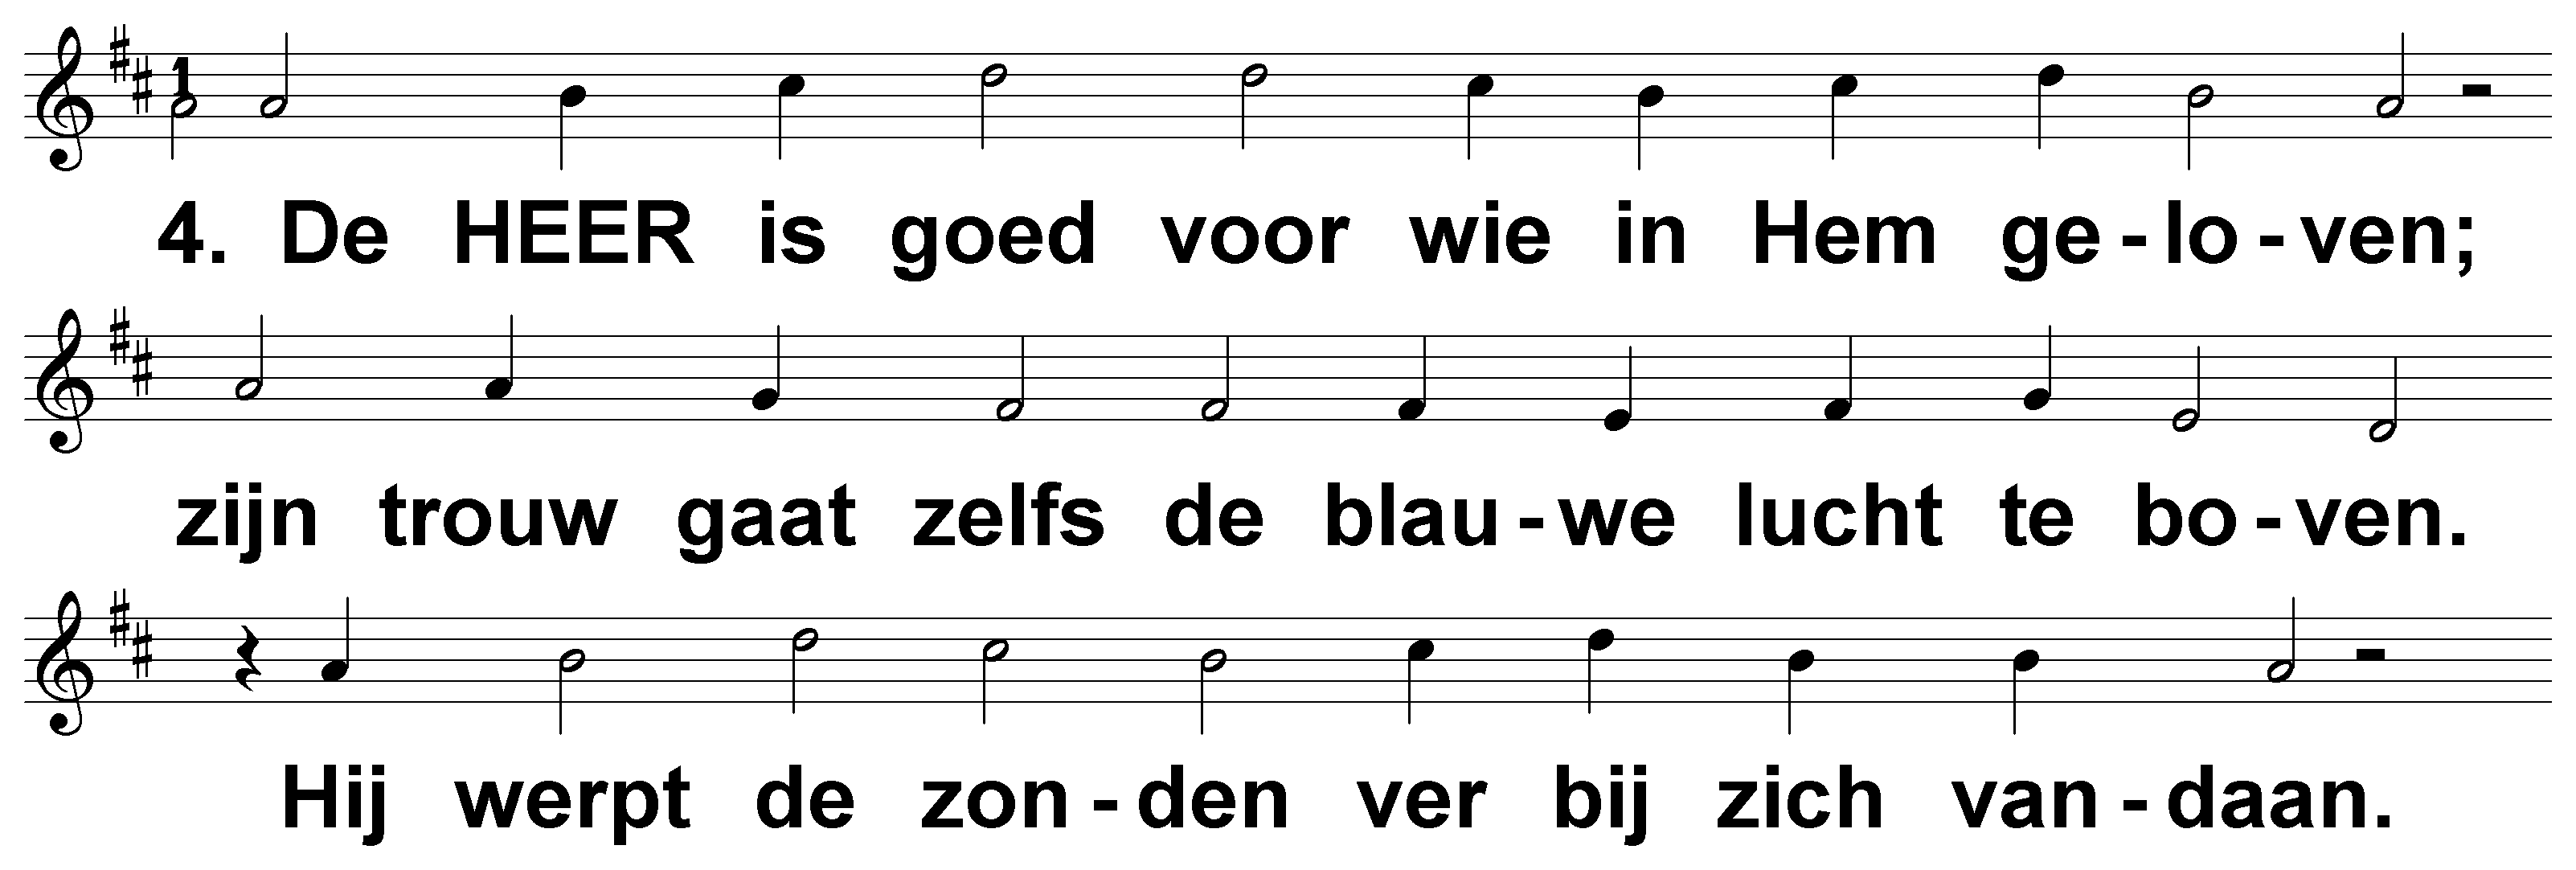 4. De HEER is goed voor wie in Hem ge - lo - ven;
zijn trouw gaat zelfs de blau - we lucht te bo - ven.
Hij werpt de zon - den ver bij zich van - daan.